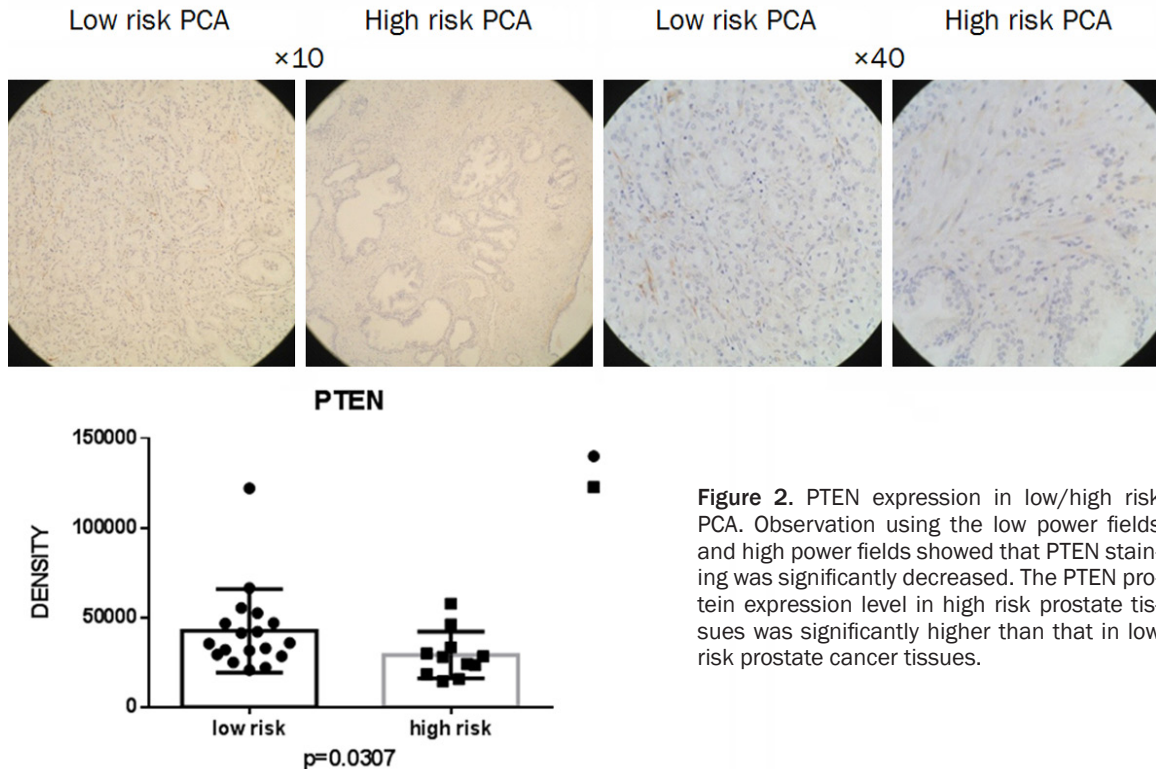 Low risk PCA High risk PCA Low risk PCA High risk PCA
×10 ×40
PTEN
150000
100000
50000
0
DENSITY
low risk high risk
p=0.0307
Figure 2. PTEN expression in low/high risk
PCA. Observation using the low power fields
and high power fields showed that PTEN stain-
ing was significantly decreased. The PTEN pro-
tein expression level in high risk prostate tis-
sues was significantly higher than that in low
risk prostate cancer tissues.